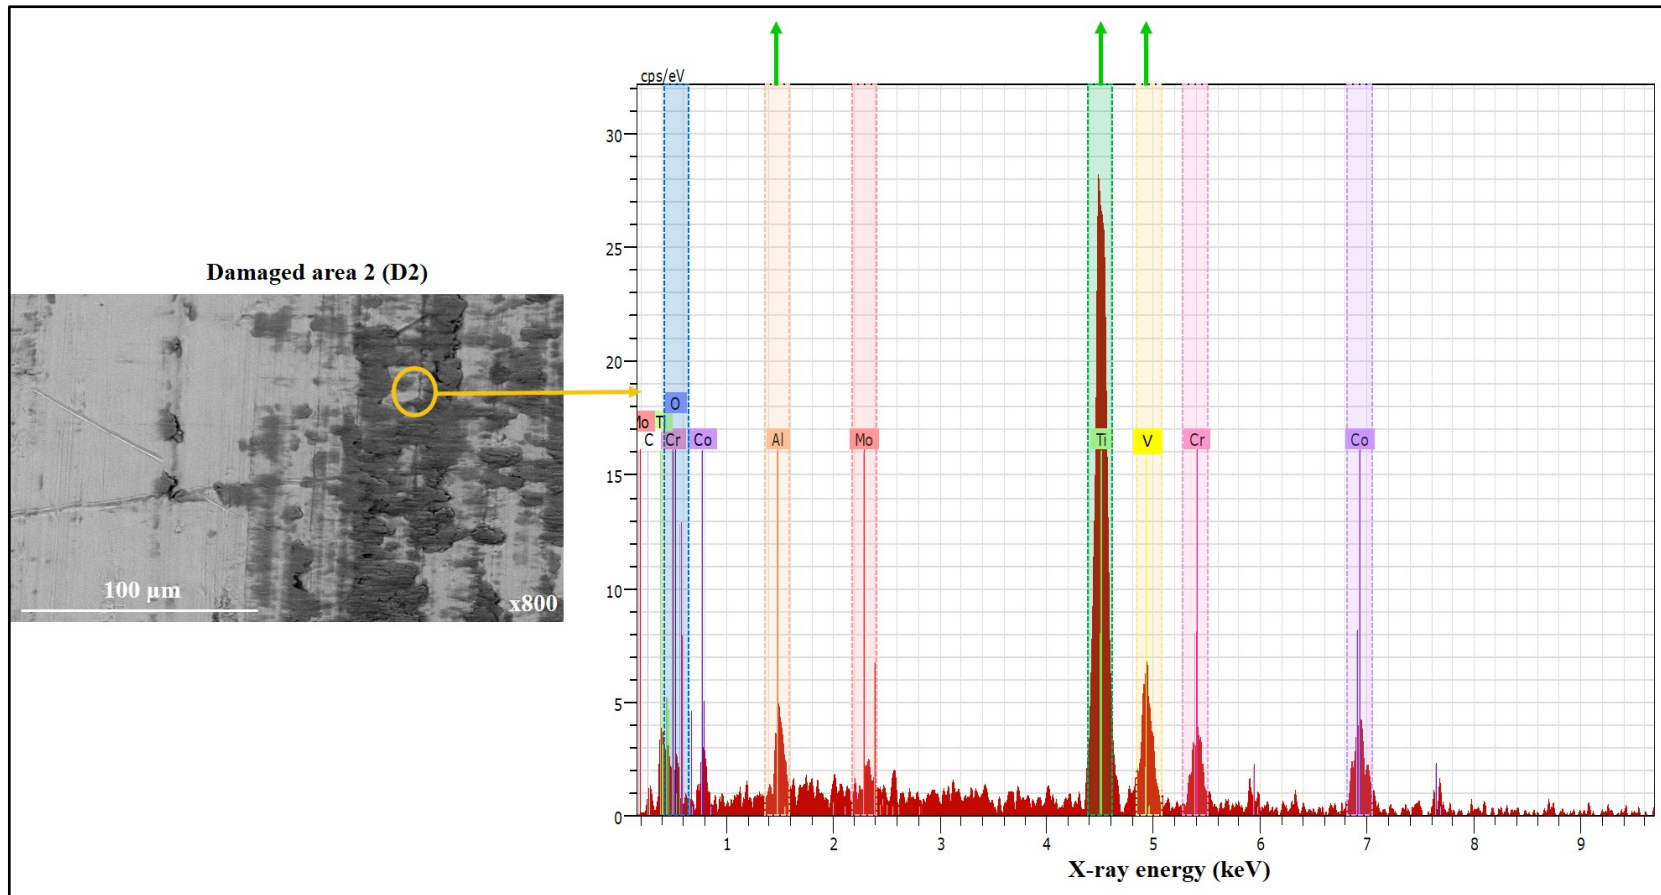 cps/eV
30
25
20
15
10
5
0
Damaged area 2 (D2)
100 µm
x800
O
C Cr Co Al Mo Ti V Cr Co
1 2 3 4 5 6 7 8 9
X-ray energy (keV)